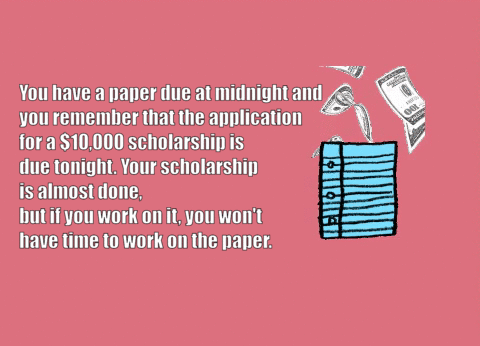 You have a paper due at midnight and
you remember that the application
for a $10,000 scholarship is
due tonight. Your scholarship
is almost done,
but if you work on it, you won't
have time to work on the paper.